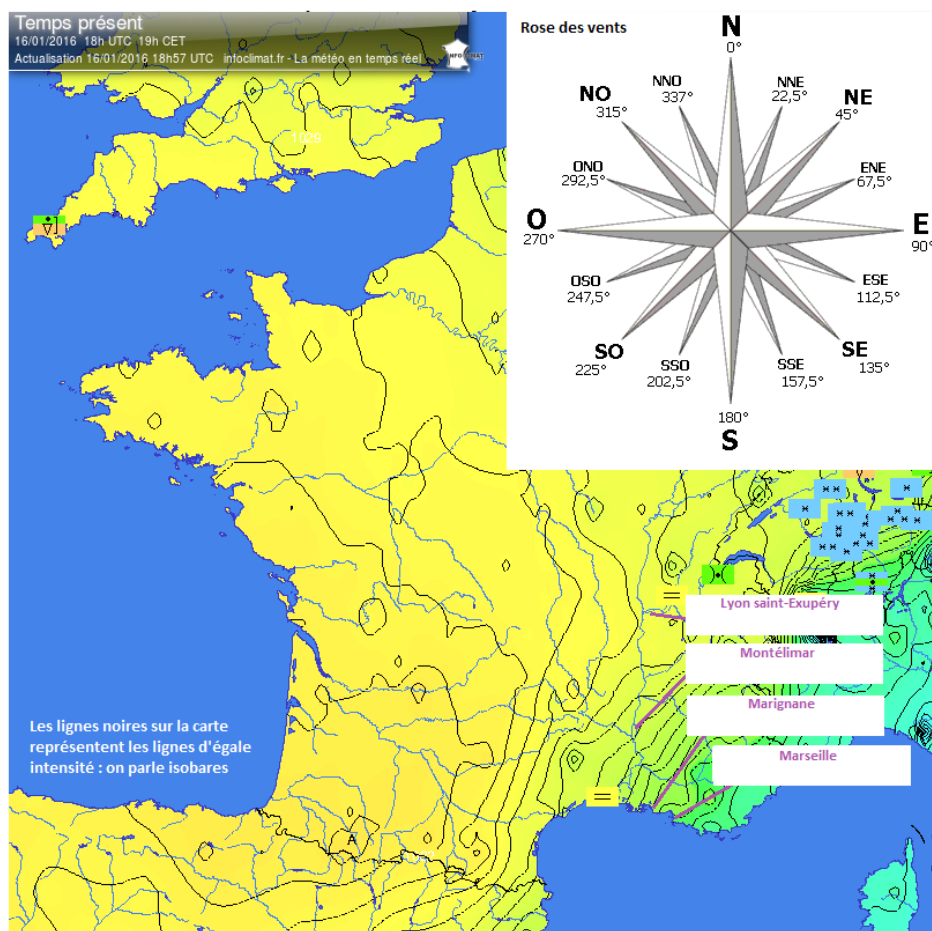 Temps présent
16/01/2016 18h UTC 19h CET
Actualisation 16/01/2016 18h57 UTC infoclimat.fr - La météo en temps réel
Rose des vents
N
0°
NNO
337°
NNE
22,5°
NO
315°
NE
45°
ONO
292,5°
ENE
67,5°
O
270°
E
90°
OSO
247,5°
ESE
112,5°
SO
225°
SE
135°
SSO
202,5°
SSE
157,5°
180°
S
1029
Lyon saint-Exupéry
Montélimar
Marignane
Marseille
Les lignes noires sur la carte
représentent les lignes d'égale
intensité : on parle isobares
A